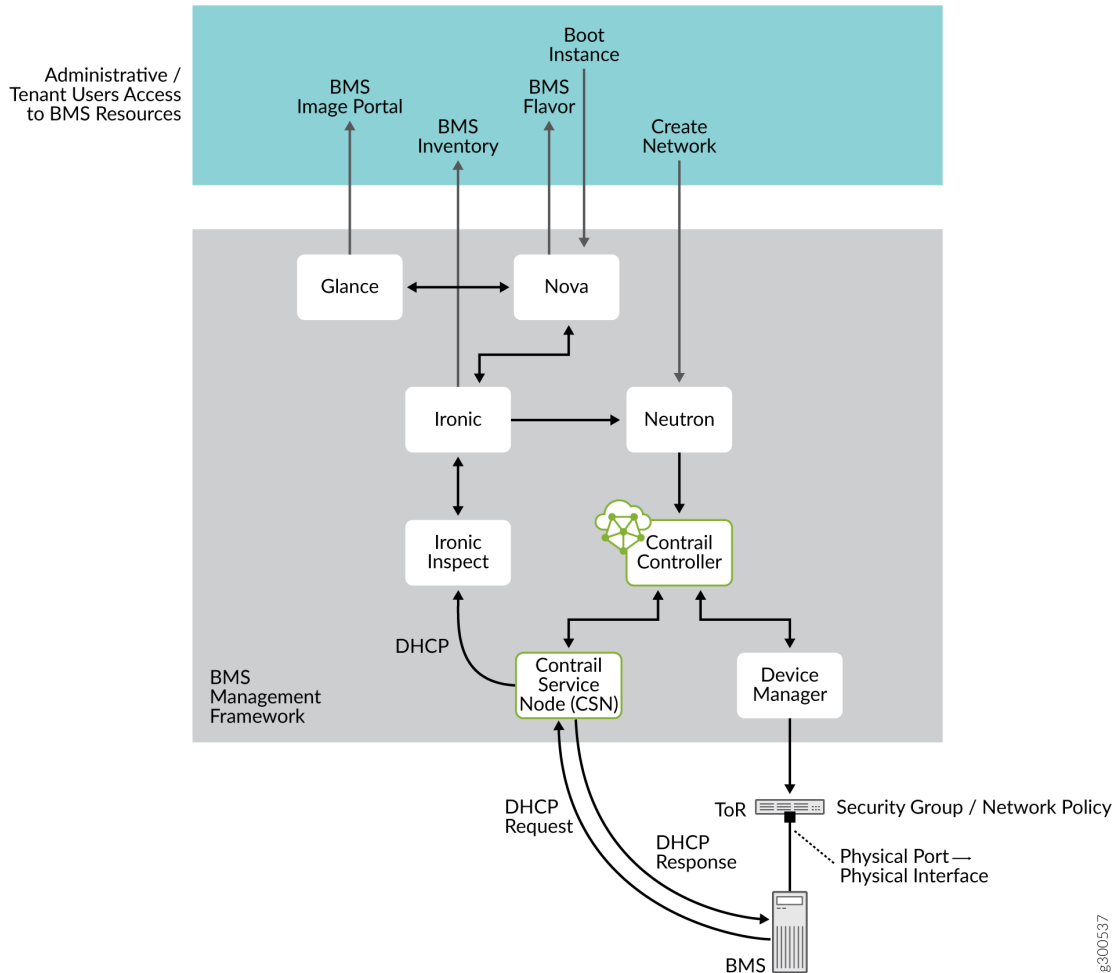 Boot
Instance
Administrative /
Tenant Users Access
to BMS Resources
BMS
Image Portal
BMS
Flavor
BMS
Inventory
Create
Network
Glance
Nova
Ironic
Neutron
Ironic
Inspect
Contrail
Controller
DHCP
Contrail
Service
Node (CSN)
Device
Manager
BMS
Management
Framework
DHCP
Request
ToR
Security Group / Network Policy
DHCP
Response
Physical Port→
Physical Interface
BMS
g300537